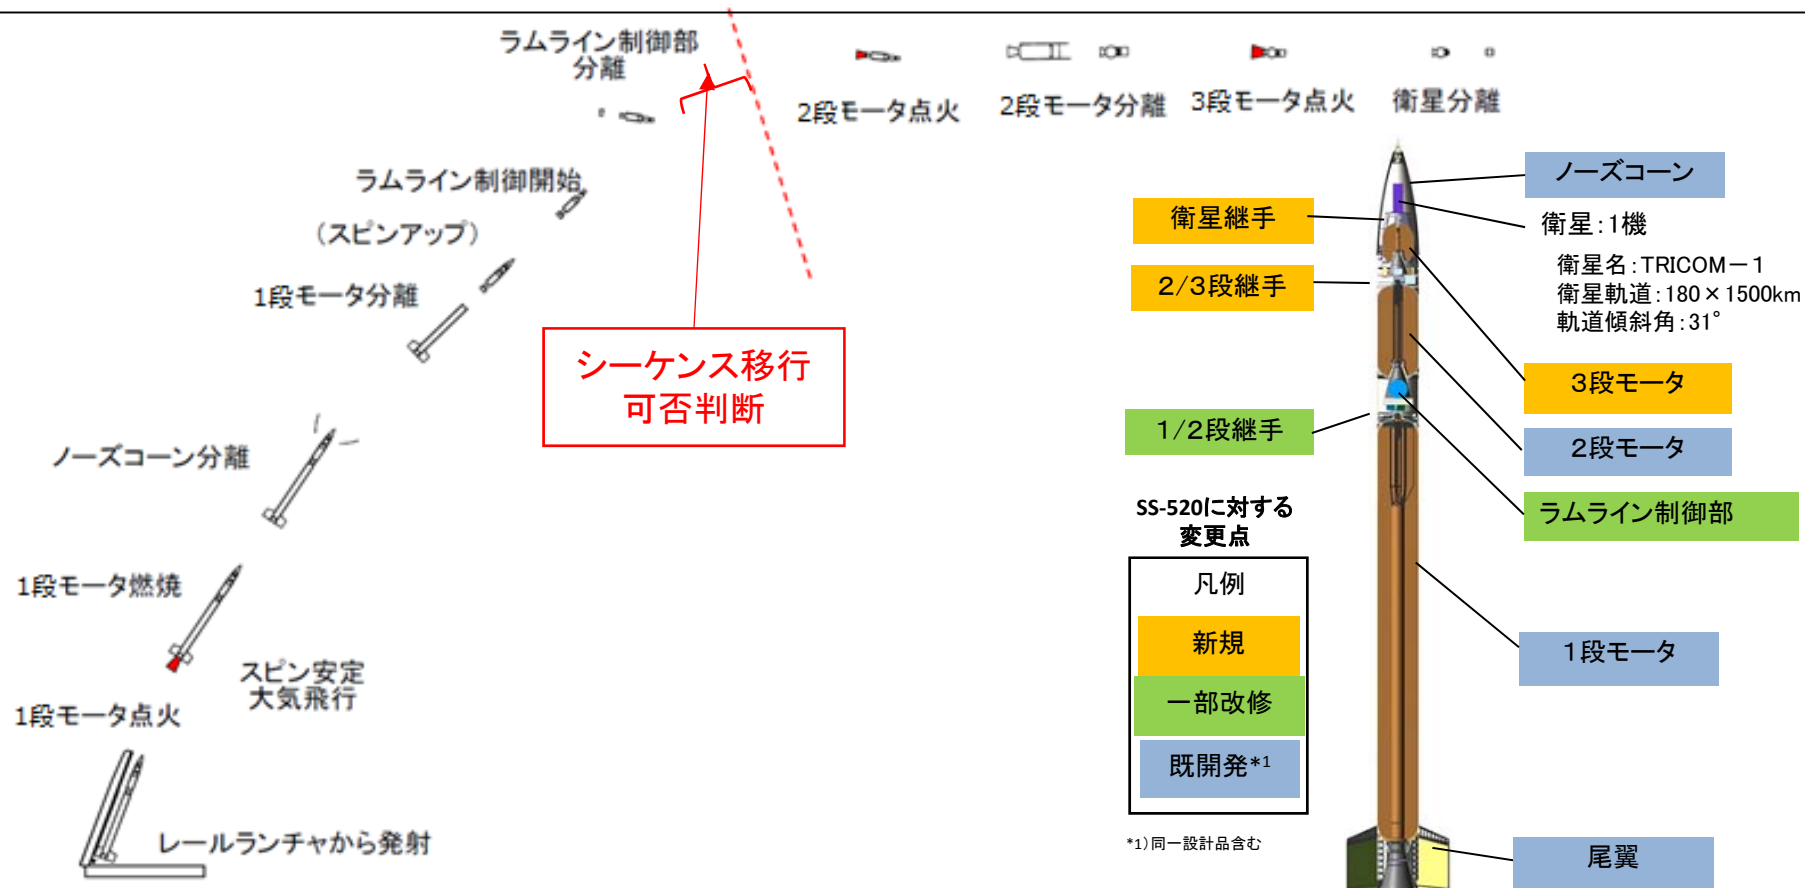 ラムライン制御部
分離
2段モータ点火
2段モータ分離
3段モータ点火
衛星分離
ラムライン制御開始
（スピンアップ）
1段モータ分離
シーケンス移行
可否判断
ノーズコーン分離
1段モータ燃焼
スピン安定
大気飛行
1段モータ点火
レールランチャから発射
ノーズコーン
衛星継手
衛星：1機
衛星名：TRICOM－1
衛星軌道：180×1500km
軌道傾斜角：31°
2/3段継手
3段モータ
1/2段継手
2段モータ
ラムライン制御部
SS-520に対する
変更点
凡例
新規
一部改修
既開発*1
1段モータ
*1)同一設計品含む
尾翼